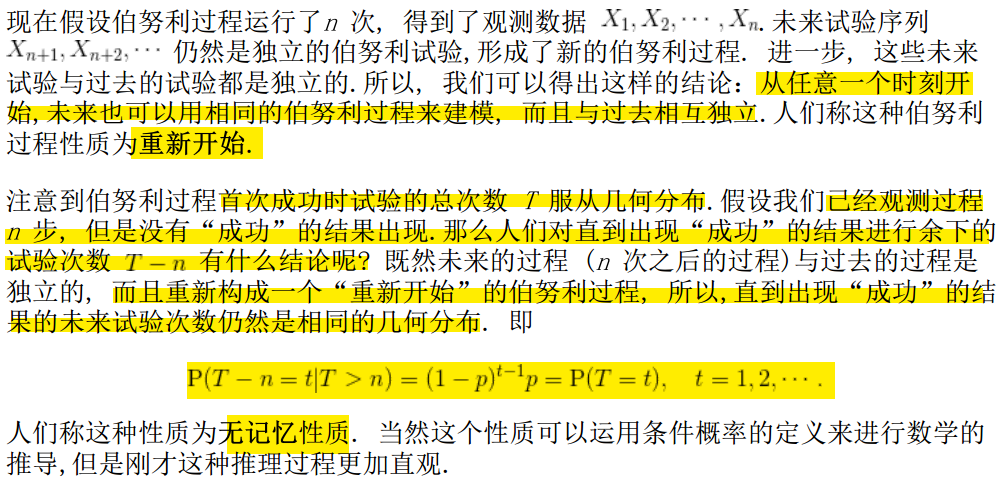 现在假设伯努利过程运行了n 次, 得到了观测数据 X₁, X₂, ⋯ , Xₙ. 未来试验序列
Xₙ₊₁, Xₙ₊₂, ⋯ 仍然是独立的伯努利试验,形成了新的伯努利过程. 进一步, 这些未来
试验与过去的试验都是独立的.所以, 我们可以得出这样的结论: 从任意一个时刻开
始,未来也可以用相同的伯努利过程来建模, 而且与过去相互独立.人们称这种伯努利
过程性质为重新开始.
注意到伯努利过程首次成功时试验的总次数 T 服从几何分布.假设我们已经观测过程
n 步, 但是没有“成功”的结果出现.那么人们对直到出现“成功”的结果进行余下的
试验次数 T − n 有什么结论呢? 既然未来的过程 (n 次之后的过程)与过去的过程是
独立的, 而且重新构成一个“重新开始”的伯努利过程, 所以,直到出现“成功”的结
果的未来试验次数仍然是相同的几何分布. 即
P(T − n = t|T > n) = (1 − p)ᵗ⁻¹p = P(T = t), t = 1, 2, ⋯ .
人们称这种性质为无记忆性质. 当然这个性质可以运用条件概率的定义来进行数学的
推导,但是刚才这种推理过程更加直观.